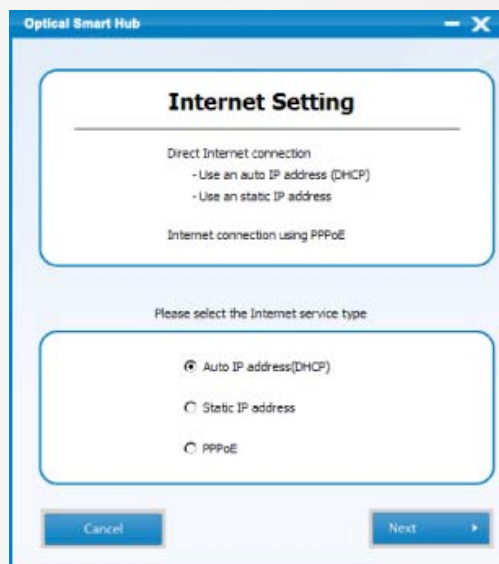 Optical Smart Hub
Internet Setting
Direct Internet connection
- Use an auto IP address (DHCP)
- Use an static IP address
Internet connection using PPPoE
Please select the Internet service type
Auto IP address(DHCP)
Static IP address
PPPoE
Cancel
Next